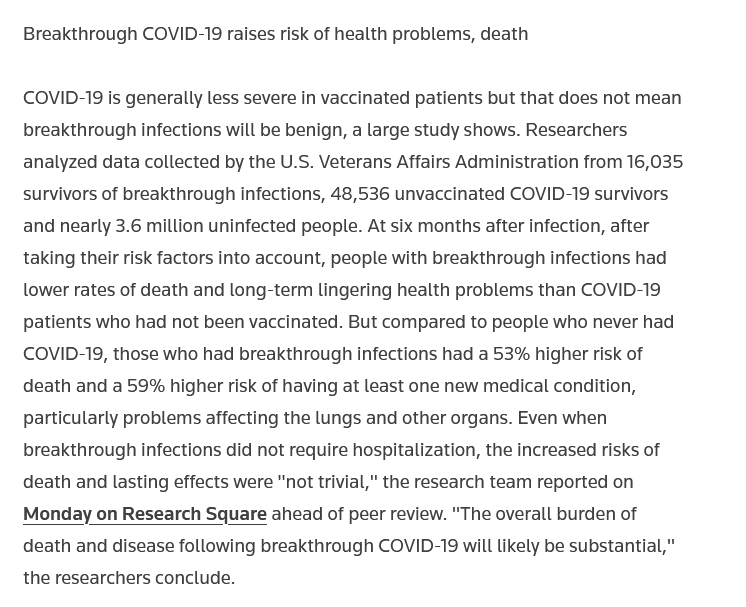 Breakthrough COVID-19 raises risk of health problems, death
COVID-19 is generally less severe in vaccinated patients but that does not mean
breakthrough infections will be benign, a large study shows. Researchers
analyzed data collected by the U.S. Veterans Affairs Administration from 16,035
survivors of breakthrough infections, 48,536 unvaccinated COVID-19 survivors
and nearly 3.6 million uninfected people. At six months after infection, after
taking their risk factors into account, people with breakthrough infections had
lower rates of death and long-term lingering health problems than COVID-19
patients who had not been vaccinated. But compared to people who never had
COVID-19, those who had breakthrough infections had a 53% higher risk of
death and a 59% higher risk of having at least one new medical condition,
particularly problems affecting the lungs and other organs. Even when
breakthrough infections did not require hospitalization, the increased risks of
death and lasting effects were "not trivial," the research team reported on
Monday on Research Square ahead of peer review. "The overall burden of
death and disease following breakthrough COVID-19 will likely be substantial,"
the researchers conclude.